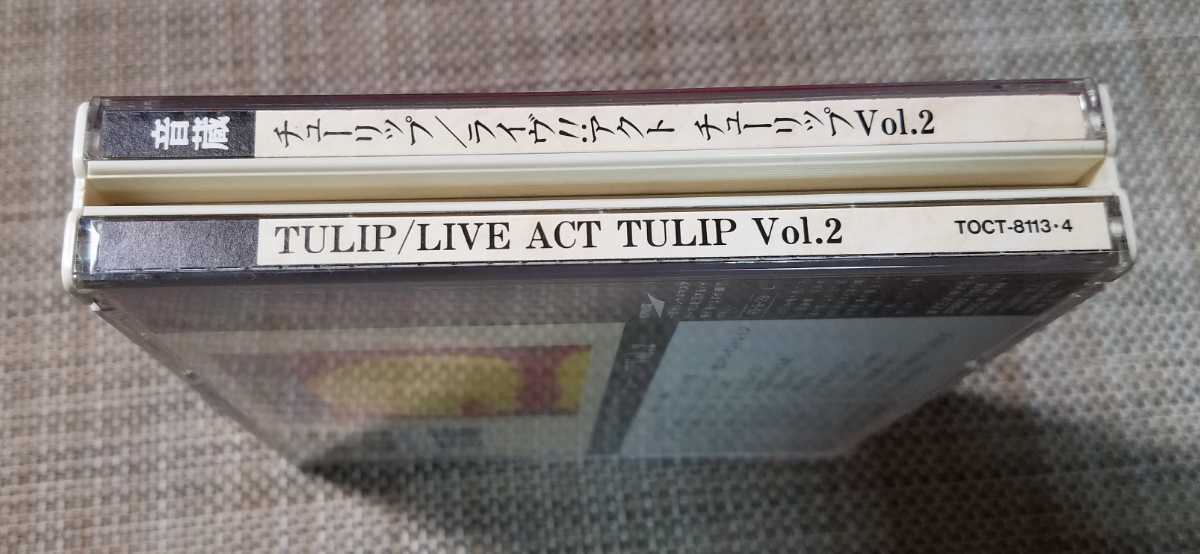 音蔵 チューリップ/ライヴ!!アクト チューリップVol.2
TULIP/LIVE ACT TULIP Vol.2 TOCT-8113・4